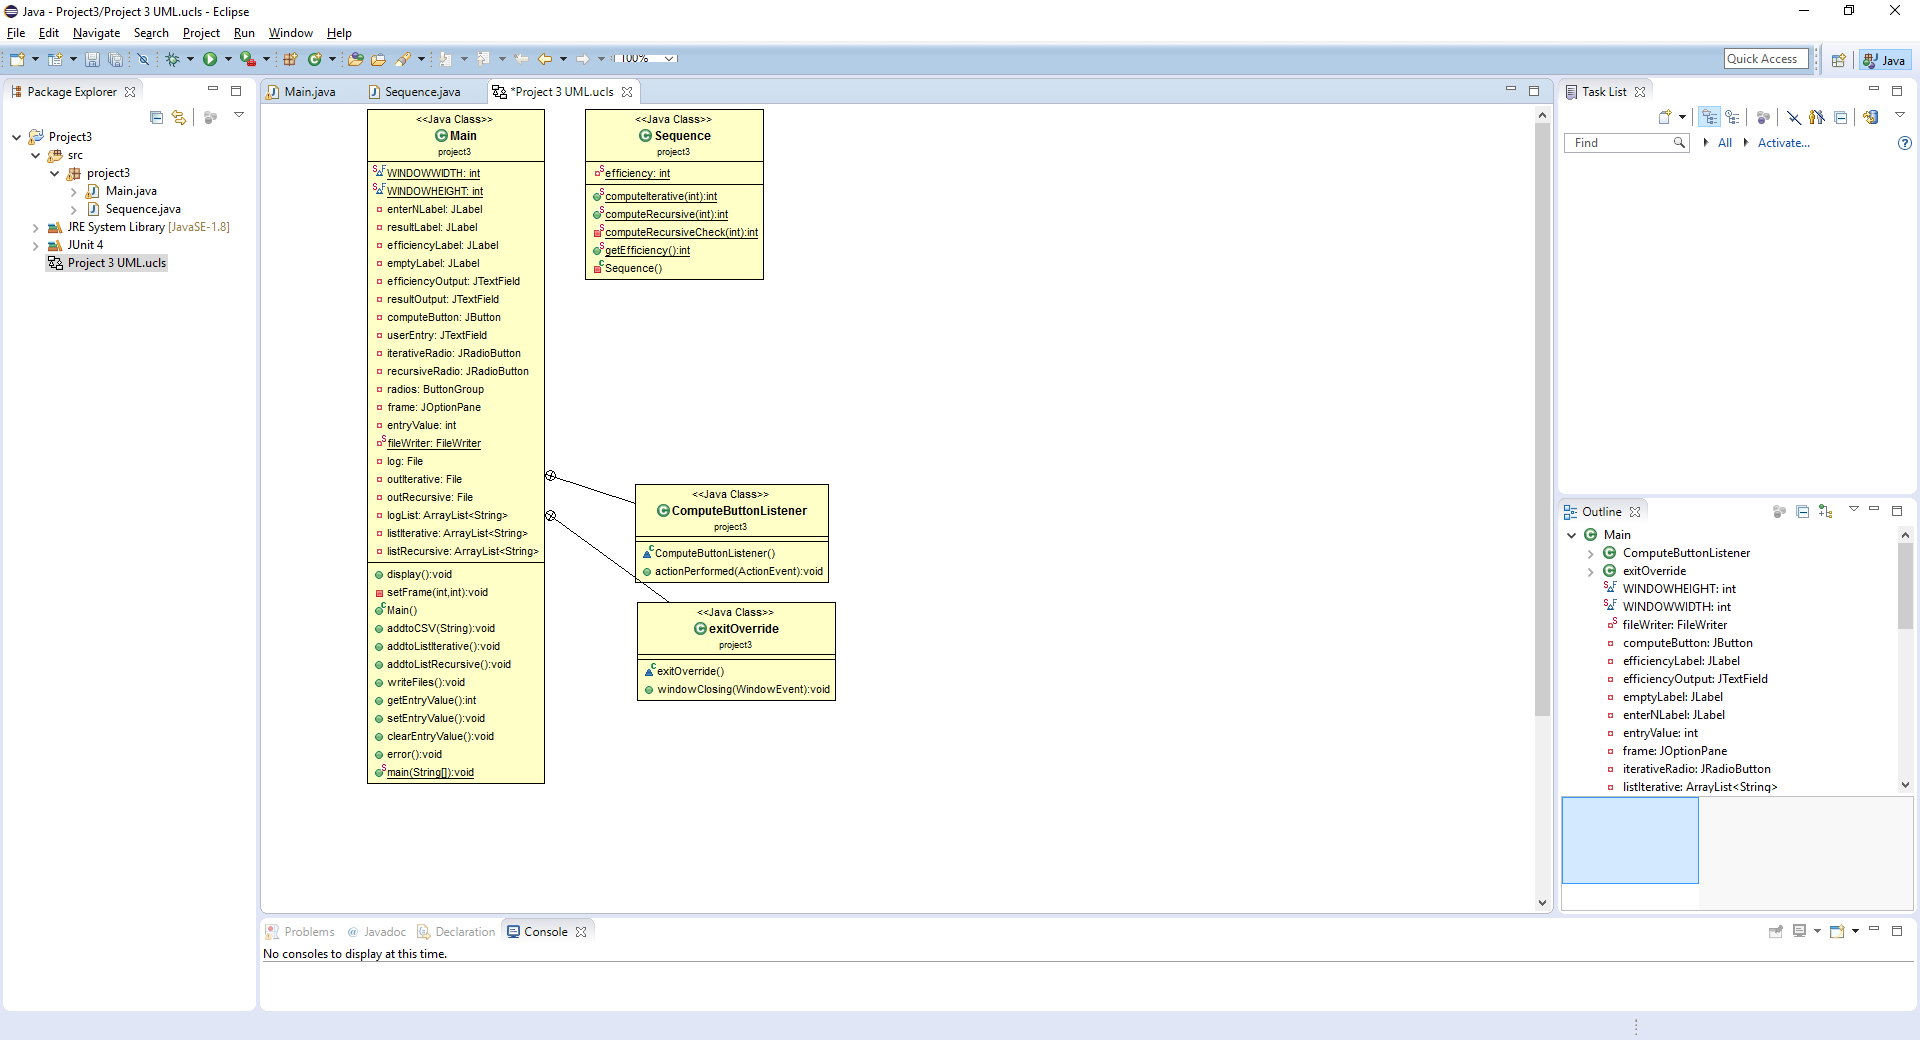 Java - Project3/Project 3 UML.ucls - Eclipse
File Edit Navigate Search Project Run Window Help
100%
Quick Access
Java
Package Explorer
Project3
src
project3
Main.java
Sequence.java
JRE System Library [JavaSE-1.8]
JUnit 4
Project 3 UML.ucls
Main.java Sequence.java *Project 3 UML.ucls
<<Java Class>>
Main
project3
WINDOWWIDTH: int
WINDOWHEIGHT: int
enterNLabel: JLabel
resultLabel: JLabel
efficiencyLabel: JLabel
emptyLabel: JLabel
efficiencyOutput: JTextField
resultOutput: JTextField
computeButton: JButton
userEntry: JTextField
iterativeRadio: JRadioButton
recursiveRadio: JRadioButton
radios: ButtonGroup
frame: JOptionPane
entryValue: int
fileWriter: FileWriter
log: File
outIterative: File
outRecursive: File
logList: ArrayList<String>
listIterative: ArrayList<String>
listRecursive: ArrayList<String>
display():void
setFrame(int,int):void
Main()
addtoCSV(String):void
addtoListIterative():void
addtoListRecursive():void
writeFiles():void
getEntryValue():int
setEntryValue():void
clearEntryValue():void
error():void
main(String[]):void
<<Java Class>>
Sequence
project3
efficiency: int
computeIterative(int):int
computeRecursive(int):int
computeRecursiveCheck(int):int
getEfficiency():int
Sequence()
<<Java Class>>
ComputeButtonListener
project3
ComputeButtonListener()
actionPerformed(ActionEvent):void
<<Java Class>>
exitOverride
project3
exitOverride()
windowClosing(WindowEvent):void
Task List
Find All Activate...
Outline
Main
ComputeButtonListener
exitOverride
WINDOWHEIGHT: int
WINDOWWIDTH: int
fileWriter: FileWriter
computeButton: JButton
efficiencyLabel: JLabel
efficiencyOutput: JTextField
emptyLabel: JLabel
enterNLabel: JLabel
entryValue: int
frame: JOptionPane
iterativeRadio: JRadioButton
listIterative: ArrayList<String>
Problems Javadoc Declaration Console
No consoles to display at this time.